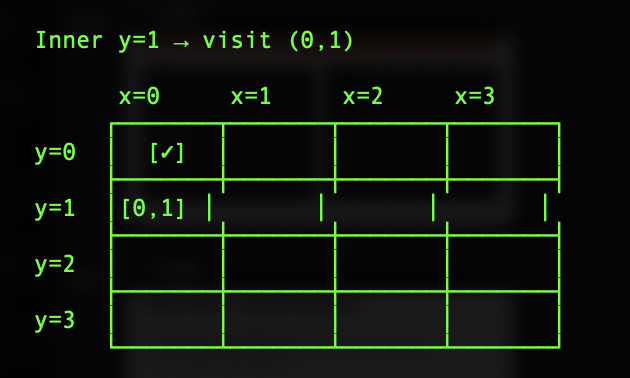 Inner y=1 → visit (0,1)
x=0 x=1 x=2 x=3
y=0 [✓]
y=1 [0,1]
y=2
y=3